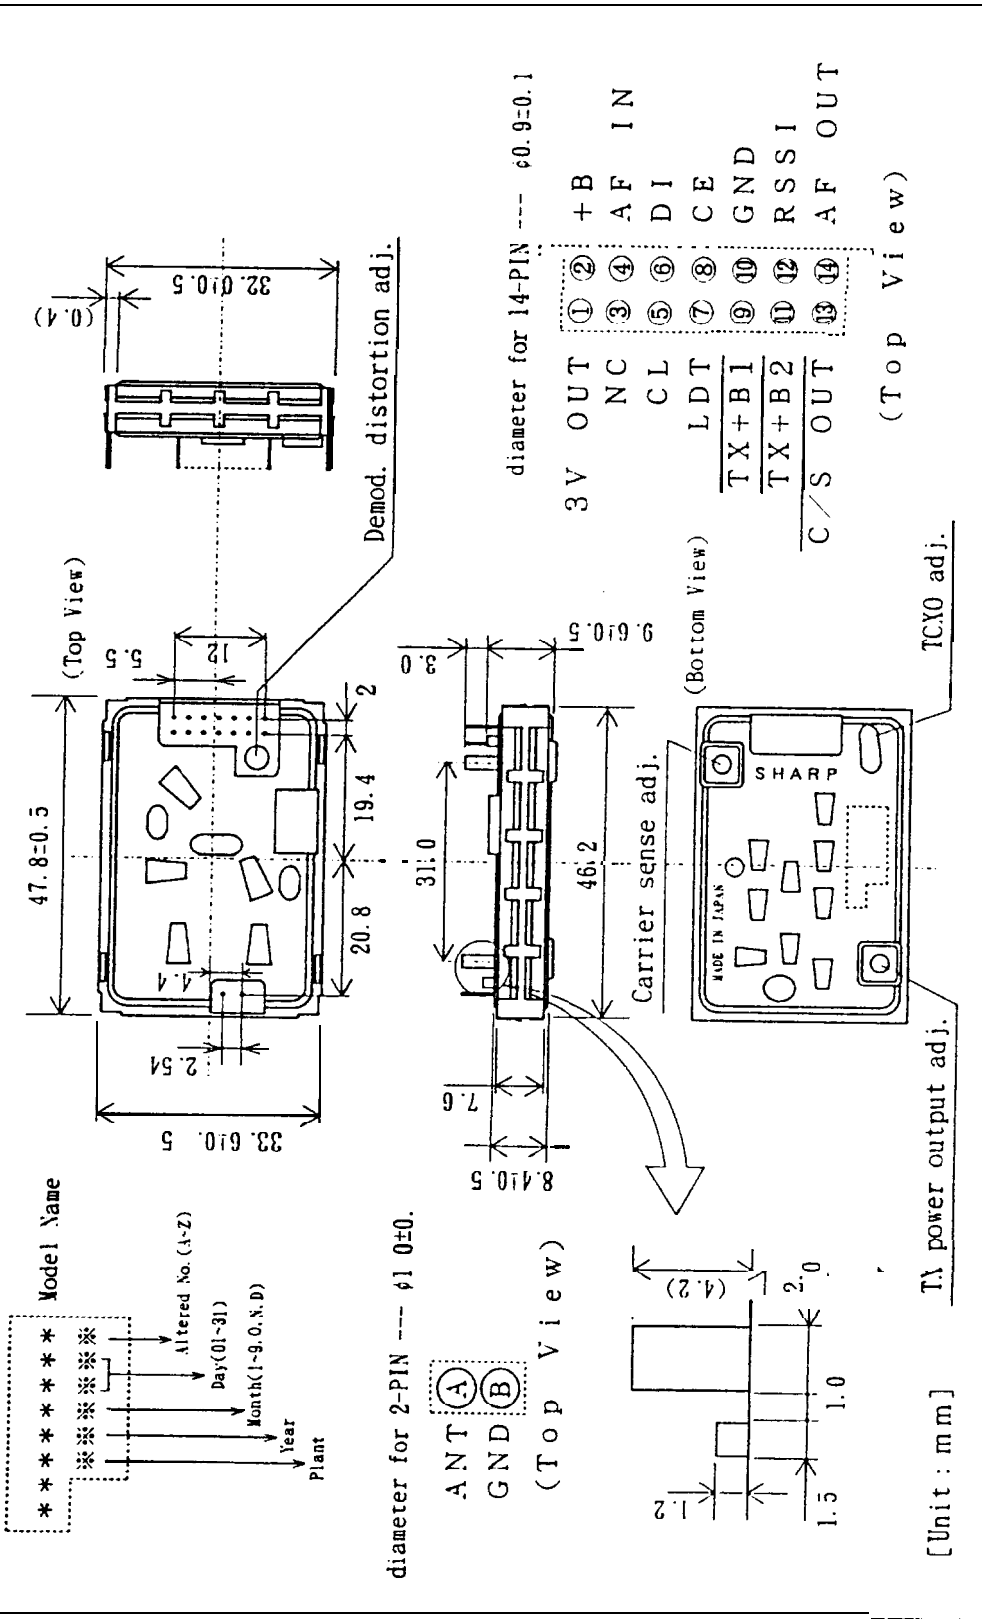 Model Name
* * * * * * * *
※ ※ ※ ※ ※ ※
Altered No.(A~Z)
Day(01~31)
Month(1~9.O.N.D)
Year
Plant
47.8±0.5
(Top View)
33.6±0.5
2.54
4.4
20.8
19.4
2
5.5
12
(0.4)
32.0±0.5
Demod. distortion adj.
8.4±0.5
7.6
31.0
46.2
3.0
9.6±0.5
diameter for 2-PIN --- ¢1 0±0.
ANT Ⓐ
GND Ⓑ
(Top View)
(4.2)
2.0
1.0
1.2
1.5
[Unit : mm]
Carrier sense adj.
(Bottom View)
MADE IN JAPAN
SHARP
TCXO adj.
power output adj.
diameter for 14-PIN --- ¢0.9±0.1
3V OUT ① ② +B
NC ③ ④ AF IN
CL ⑤ ⑥ DI
LDT ⑦ ⑧ CE
TX+B1 ⑨ ⑩ GND
TX+B2 ⑪ ⑫ RSSI
C/S OUT ⑬ ⑭ AF OUT
(Top View)